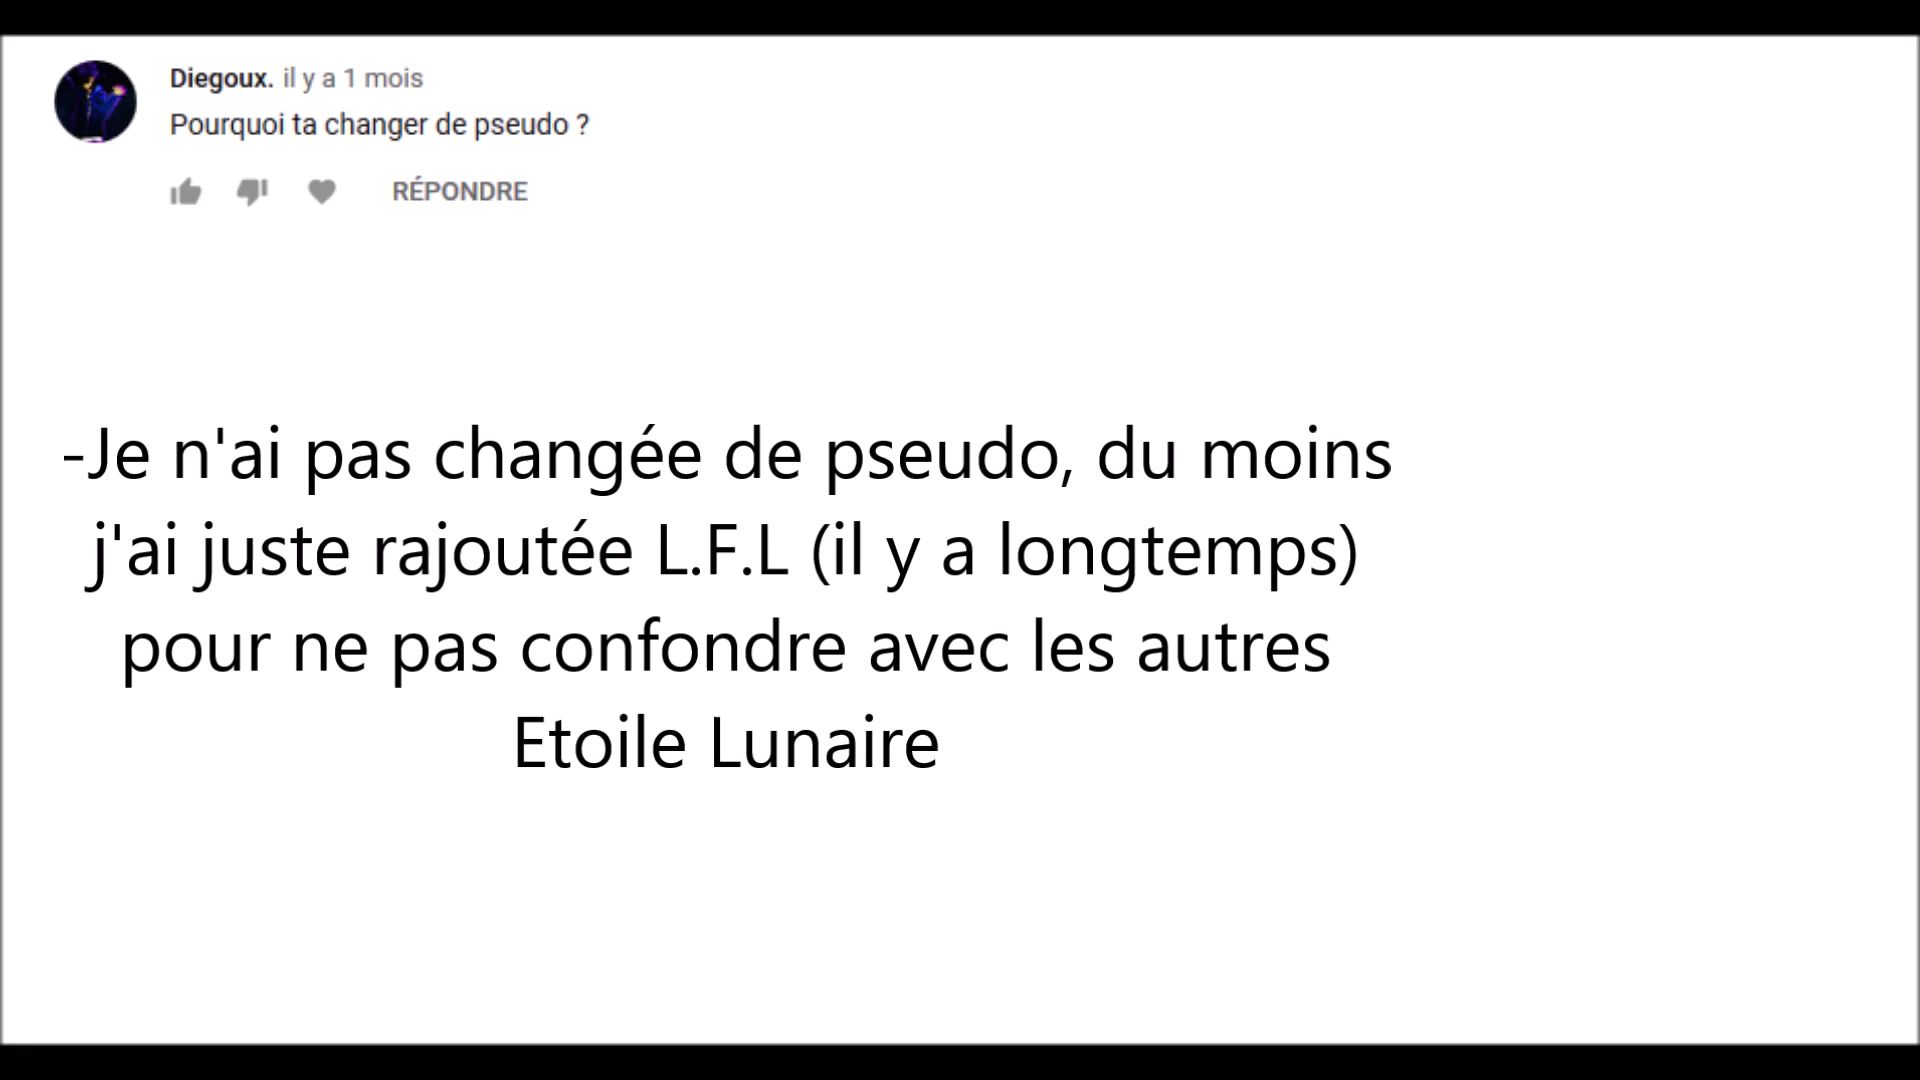 Diegoux. il y a 1 mois
Pourquoi ta changer de pseudo ?
RÉPONDRE
-Je n'ai pas changée de pseudo, du moins
j'ai juste rajoutée L.F.L (il y a longtemps)
pour ne pas confondre avec les autres
Etoile Lunaire